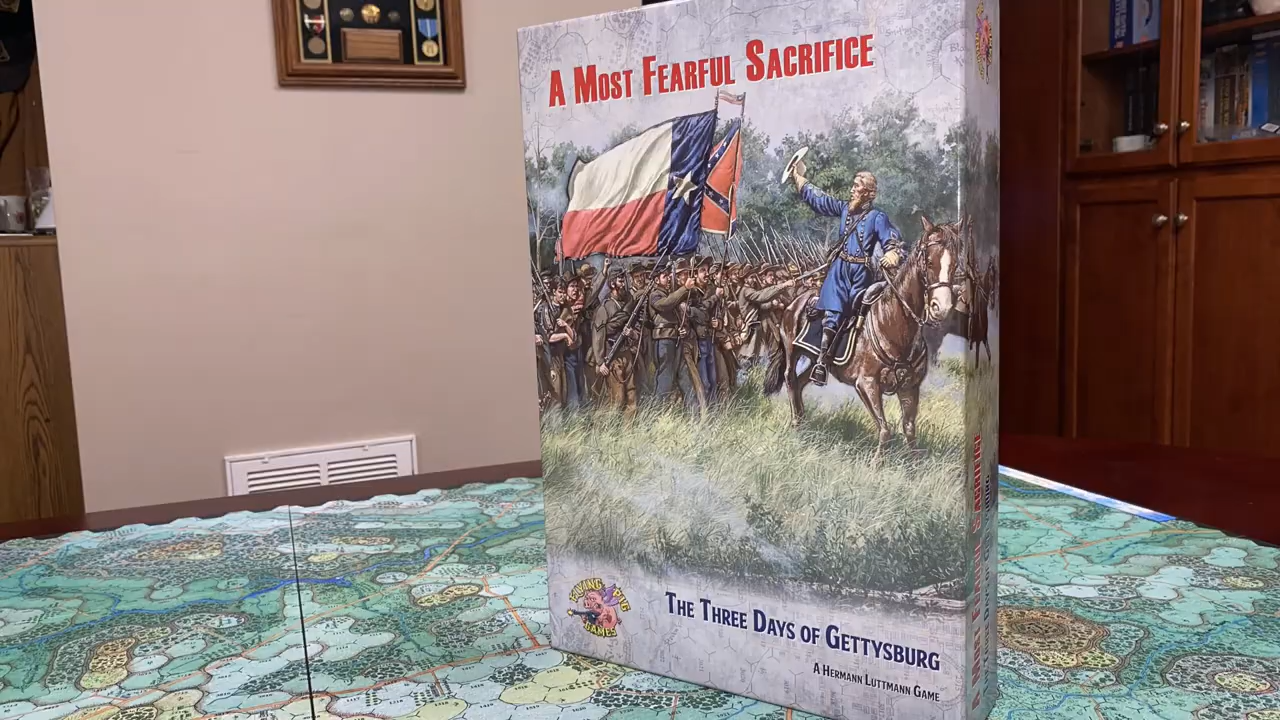 A Most Fearful Sacrifice
Flying Pig
Games
The Three Days of Gettysburg
A Hermann Luttmann Game